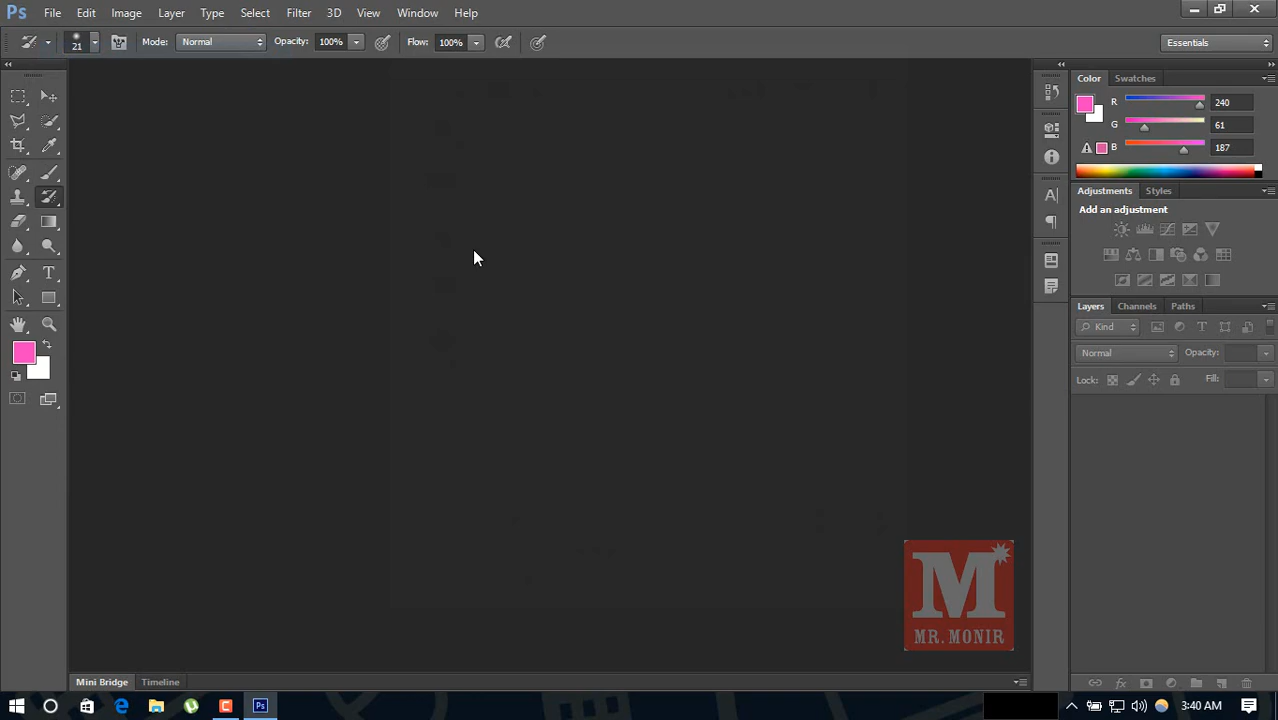 Ps File Edit Image Layer Type Select Filter 3D View Window Help
21 Mode: Normal Opacity: 100% Flow: 100% Essentials
Color Swatches
R 240
G 61
B 187
Adjustments Styles
Add an adjustment
Layers Channels Paths
Kind
Normal Opacity:
Lock: Fill:
M
MR. MONIR
Mini Bridge Timeline
3:40 AM